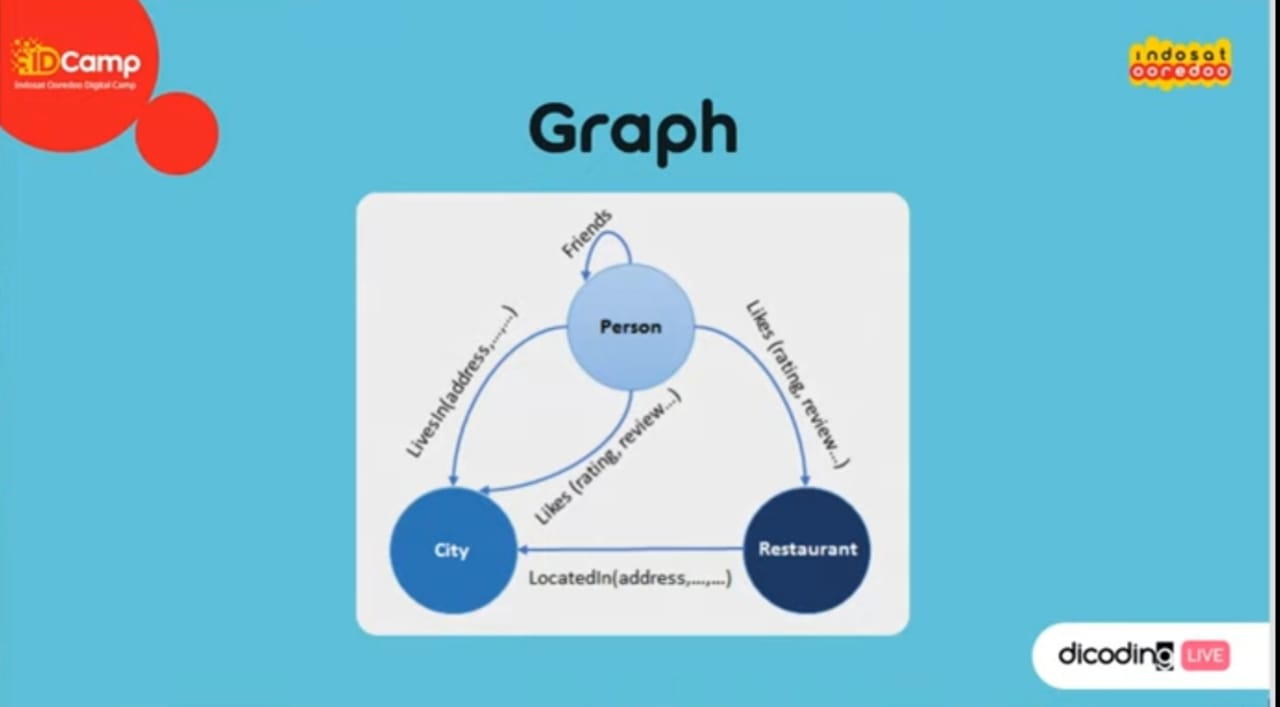 iDCamp
Indosat Ooredoo Digital Camp
indosat
ooredoo
Graph
Friends
Person
LivesIn(address,...,...)
Likes (rating, review...)
Likes (rating, review...)
City
Restaurant
LocatedIn(address,...,...)
dicoding LIVE